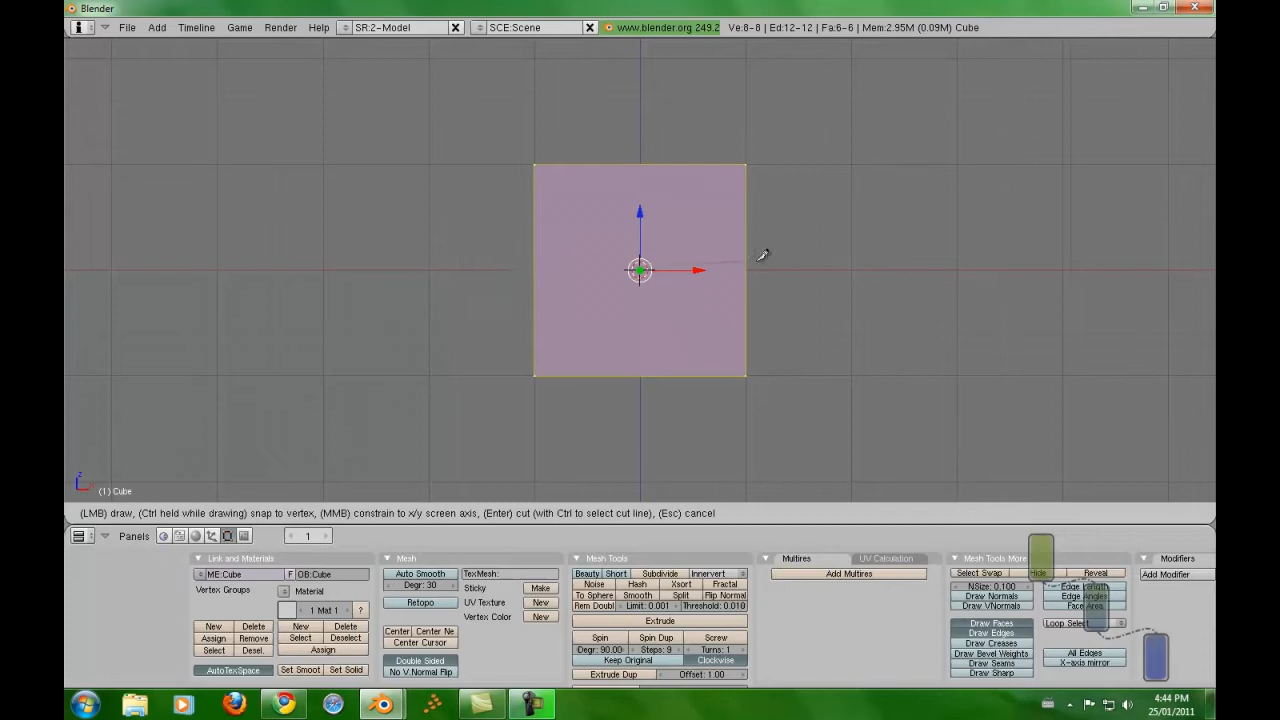 Blender
File Add Timeline Game Render Help SR:2-Model SCE:Scene www.blender.org 249.2 Ve:8-8 | Ed:12-12 | Fa:6-6 | Mem:2.95M (0.09M) Cube
z
(1) Cube
(LMB) draw, (Ctrl held while drawing) snap to vertex, (MMB) constrain to x/y screen axis, (Enter) cut (with Ctrl to select cut line), (Esc) cancel
Panels 1
Link and Materials Mesh Mesh Tools Multires UV Calculation Mesh Tools More Modifiers
ME:Cube F OB:Cube Auto Smooth TexMesh: Beauty Short Subdivide Innervert Add Multires Select Swap Hide Reveal Add Modifier
Vertex Groups Material Degr: 30 Sticky Make Noise Hash Xsort Fractal NSize: 0.100 Edge Length
1 Mat 1 ? Retopo UV Texture New To Sphere Smooth Split Flip Normal Draw Normals Edge Angles
Vertex Color New Rem Doubl Limit: 0.001 Threshold: 0.010 Draw VNormals Face Area
New Delete New Delete Center Center Ne Extrude Draw Faces Loop Select
Assign Remove Select Deselect Center Cursor Spin Spin Dup Screw Draw Edges
Select Desel. Assign Degr: 90.00 Steps: 9 Turns: 1 Draw Creases
Double Sided Keep Original Clockwise Draw Bevel Weights All Edges
AutoTexSpace Set Smoot Set Solid No V.Normal Flip Extrude Dup Offset: 1.00 Draw Seams X-axis mirror
Draw Sharp
4:44 PM
25/01/2011